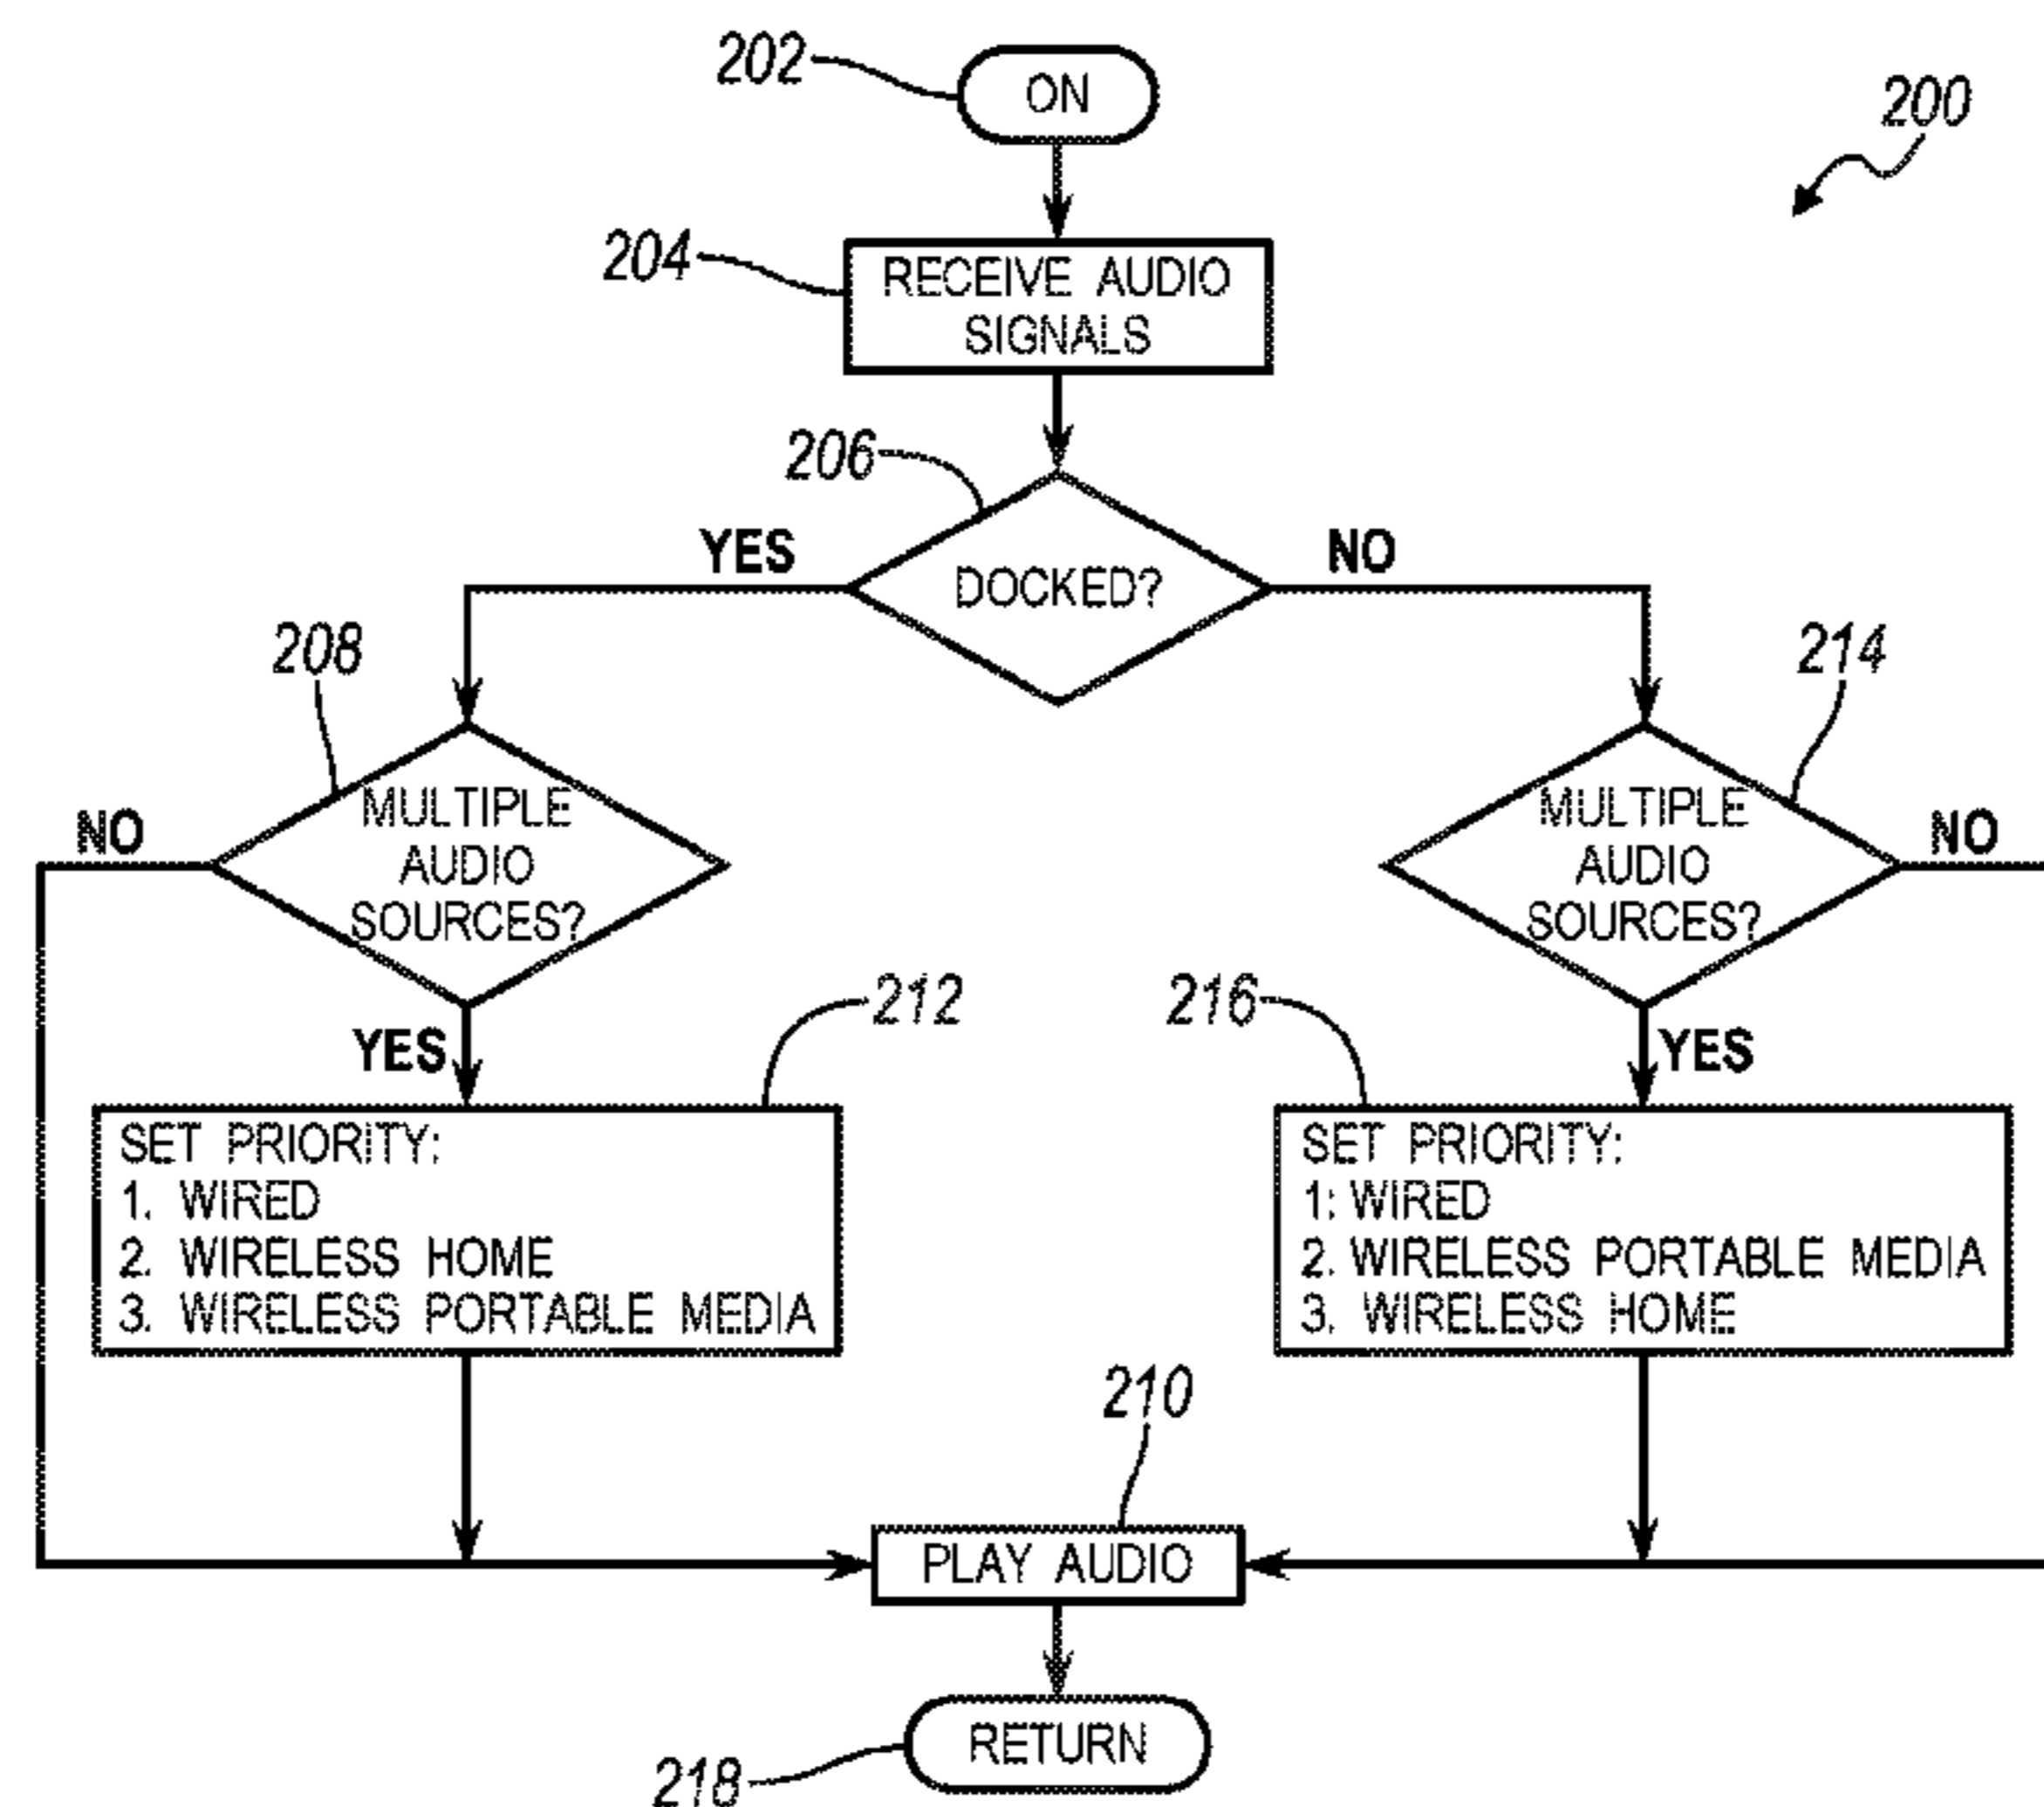 202
ON
200
204
RECEIVE AUDIO
SIGNALS
206
YES
DOCKED?
NO
208
214
NO
MULTIPLE
AUDIO
SOURCES?
MULTIPLE
AUDIO
SOURCES?
NO
212
216
YES
YES
SET PRIORITY:
1. WIRED
2. WIRELESS HOME
3. WIRELESS PORTABLE MEDIA
SET PRIORITY:
1: WIRED
2. WIRELESS PORTABLE MEDIA
3. WIRELESS HOME
210
PLAY AUDIO
RETURN
218